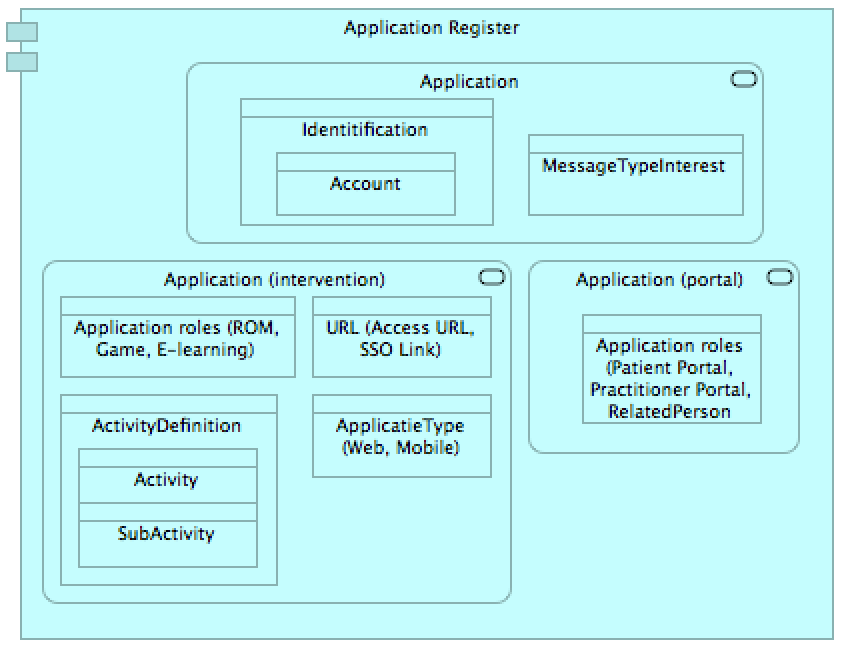 Application Register
Application
Identitification
Account
MessageTypeInterest
Application (intervention)
Application roles (ROM,
Game, E-learning)
URL (Access URL,
SSO Link)
ActivityDefinition
Activity
SubActivity
ApplicatieType
(Web, Mobile)
Application (portal)
Application roles
(Patient Portal,
Practitioner Portal,
RelatedPerson